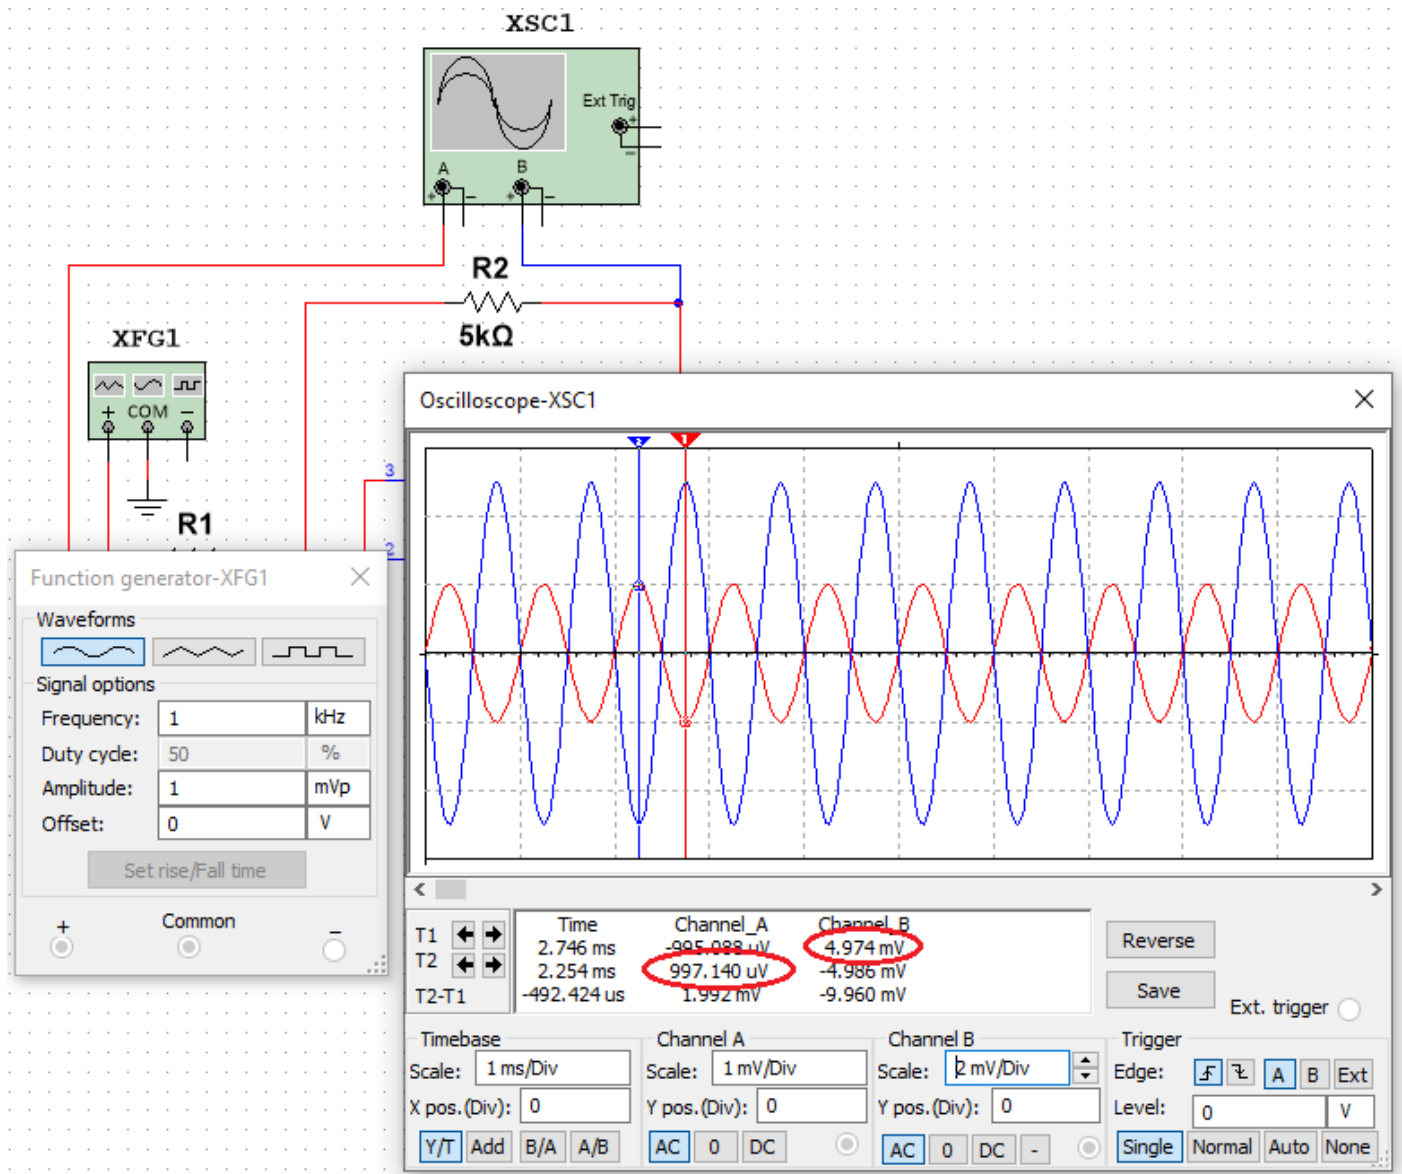 XSC1
Ext Trig
A B
R2
5kΩ
XFG1
COM
3
R1
2
Oscilloscope-XSC1
2 1
Function generator-XFG1
Waveforms
Signal options
Frequency: 1 kHz
Duty cycle: 50 %
Amplitude: 1 mVp
Offset: 0 V
Set rise/Fall time
+ Common −
Time Channel_A Channel_B
T1 2.746 ms -995.088 uV 4.974 mV
T2 2.254 ms 997.140 uV -4.986 mV
T2-T1 -492.424 us 1.992 mV -9.960 mV
Reverse
Save
Ext. trigger
Timebase
Scale: 1 ms/Div
X pos.(Div): 0
Y/T Add B/A A/B
Channel A
Scale: 1 mV/Div
Y pos.(Div): 0
AC 0 DC
Channel B
Scale: 2 mV/Div
Y pos.(Div): 0
AC 0 DC -
Trigger
Edge: A B Ext
Level: 0 V
Single Normal Auto None